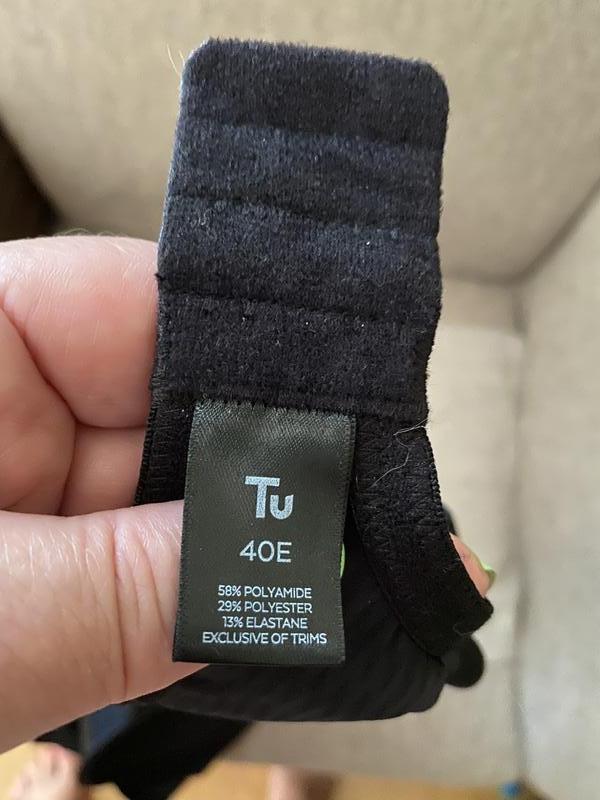 Tu
40E
58% POLYAMIDE
29% POLYESTER
13% ELASTANE
EXCLUSIVE OF TRIMS